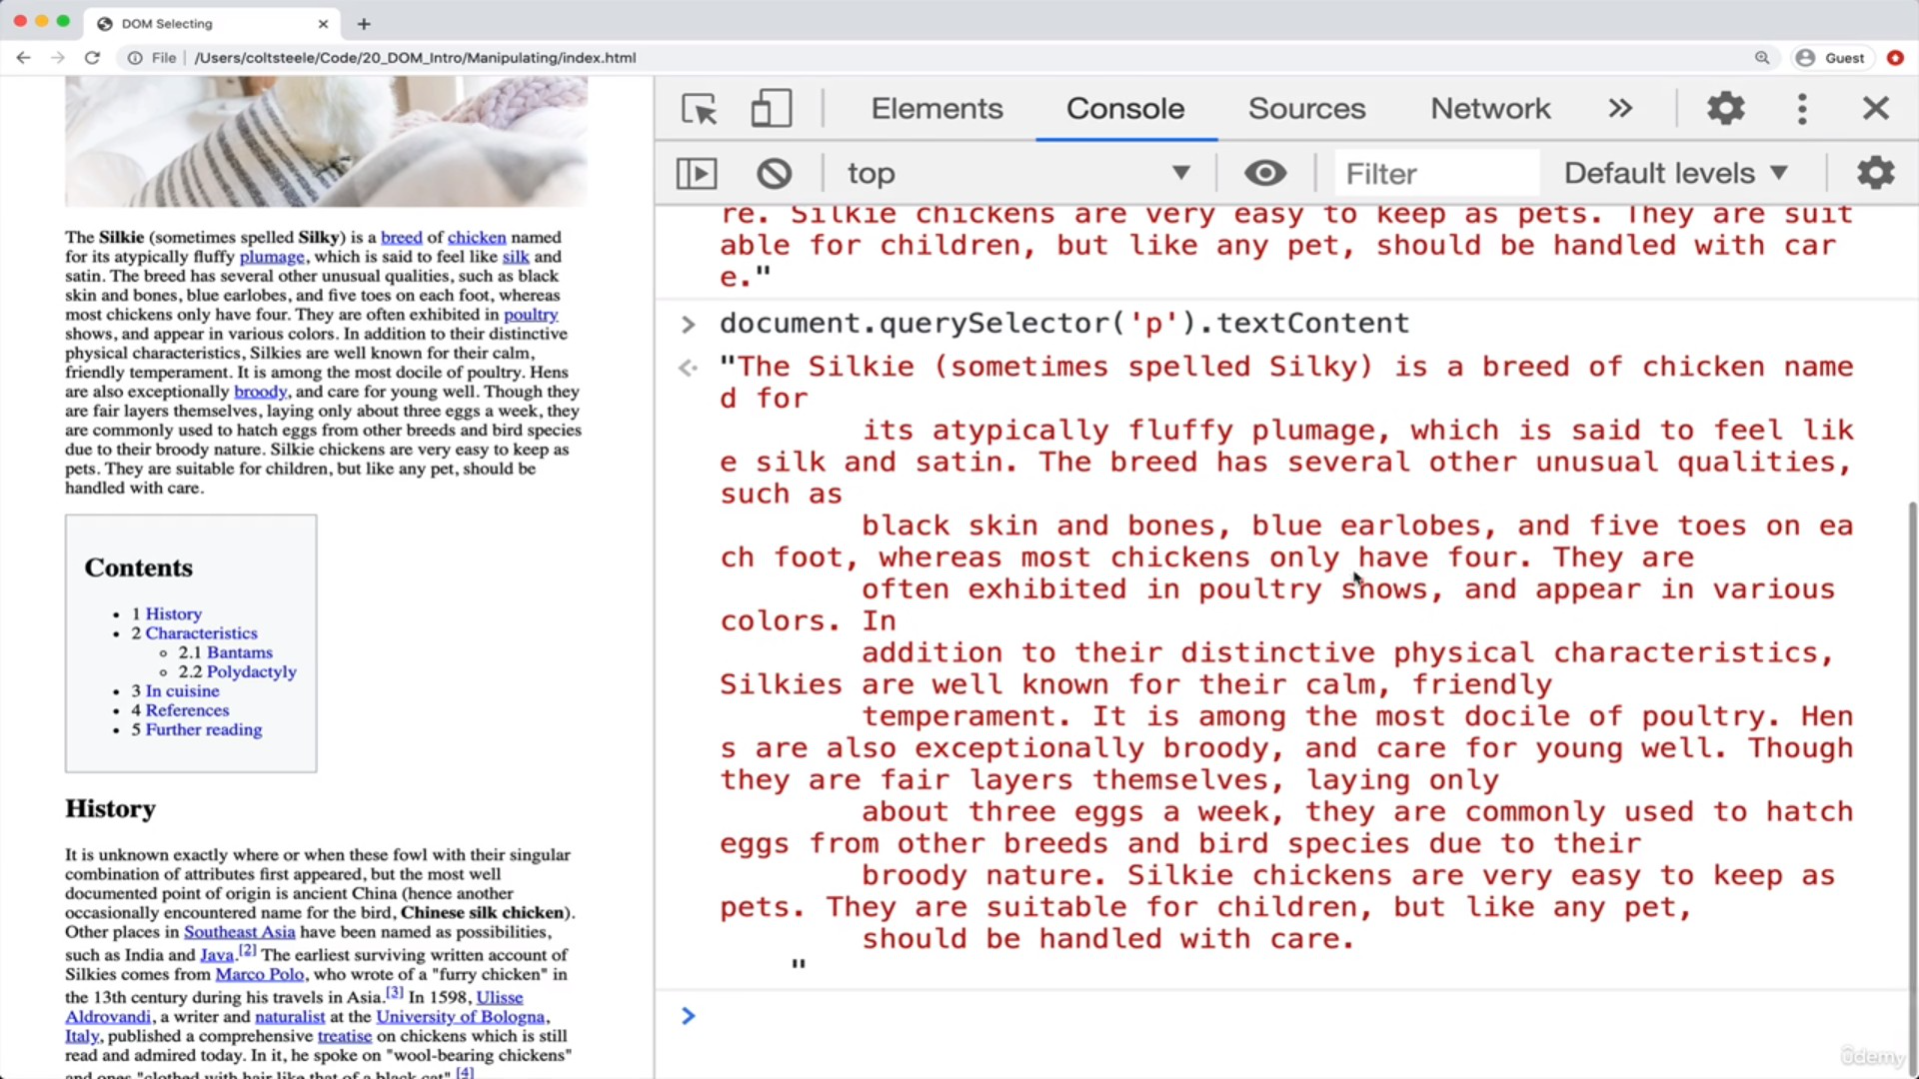 DOM Selecting
File | /Users/coltsteele/Code/20_DOM_Intro/Manipulating/index.html
Guest
The Silkie (sometimes spelled Silky) is a breed of chicken named
for its atypically fluffy plumage, which is said to feel like silk and
satin. The breed has several other unusual qualities, such as black
skin and bones, blue earlobes, and five toes on each foot, whereas
most chickens only have four. They are often exhibited in poultry
shows, and appear in various colors. In addition to their distinctive
physical characteristics, Silkies are well known for their calm,
friendly temperament. It is among the most docile of poultry. Hens
are also exceptionally broody, and care for young well. Though they
are fair layers themselves, laying only about three eggs a week, they
are commonly used to hatch eggs from other breeds and bird species
due to their broody nature. Silkie chickens are very easy to keep as
pets. They are suitable for children, but like any pet, should be
handled with care.
Contents
1 History
2 Characteristics
2.1 Bantams
2.2 Polydactyly
3 In cuisine
4 References
5 Further reading
History
It is unknown exactly where or when these fowl with their singular
combination of attributes first appeared, but the most well
documented point of origin is ancient China (hence another
occasionally encountered name for the bird, Chinese silk chicken).
Other places in Southeast Asia have been named as possibilities,
such as India and Java.[2] The earliest surviving written account of
Silkies comes from Marco Polo, who wrote of a "furry chicken" in
the 13th century during his travels in Asia.[3] In 1598, Ulisse
Aldrovandi, a writer and naturalist at the University of Bologna,
Italy, published a comprehensive treatise on chickens which is still
read and admired today. In it, he spoke on "wool-bearing chickens"
and ones "clothed with hair like that of a black cat".[4]
Elements Console Sources Network
top Filter Default levels
re. Silkie chickens are very easy to keep as pets. They are suit
able for children, but like any pet, should be handled with car
e."
> document.querySelector('p').textContent
"The Silkie (sometimes spelled Silky) is a breed of chicken name
d for
its atypically fluffy plumage, which is said to feel lik
e silk and satin. The breed has several other unusual qualities,
such as
black skin and bones, blue earlobes, and five toes on ea
ch foot, whereas most chickens only have four. They are
often exhibited in poultry shows, and appear in various
colors. In
addition to their distinctive physical characteristics,
Silkies are well known for their calm, friendly
temperament. It is among the most docile of poultry. Hen
s are also exceptionally broody, and care for young well. Though
they are fair layers themselves, laying only
about three eggs a week, they are commonly used to hatch
eggs from other breeds and bird species due to their
broody nature. Silkie chickens are very easy to keep as
pets. They are suitable for children, but like any pet,
should be handled with care.
"
>
ûdemy